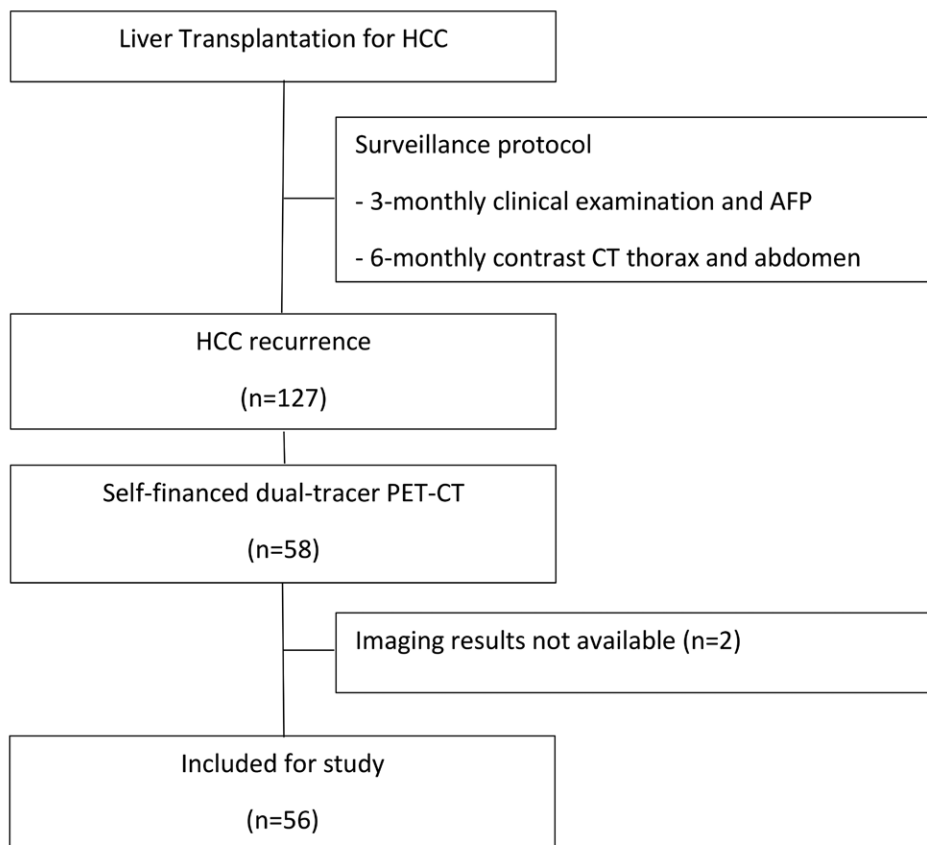 Liver Transplantation for HCC
Surveillance protocol
- 3-monthly clinical examination and AFP
- 6-monthly contrast CT thorax and abdomen
HCC recurrence
(n=127)
Self-financed dual-tracer PET-CT
(n=58)
Imaging results not available (n=2)
Included for study
(n=56)